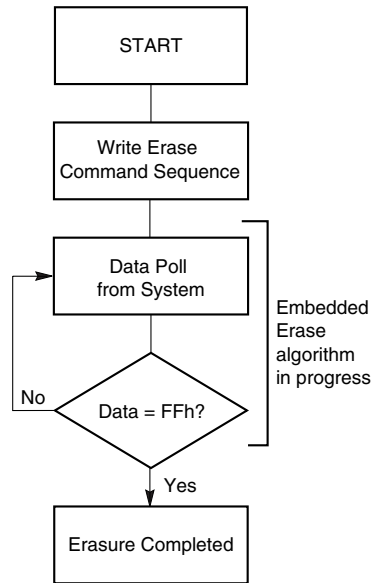 START
Write Erase
Command Sequence
Data Poll
from System
Embedded
Erase
algorithm
in progress
No
Data = FFh?
Yes
Erasure Completed